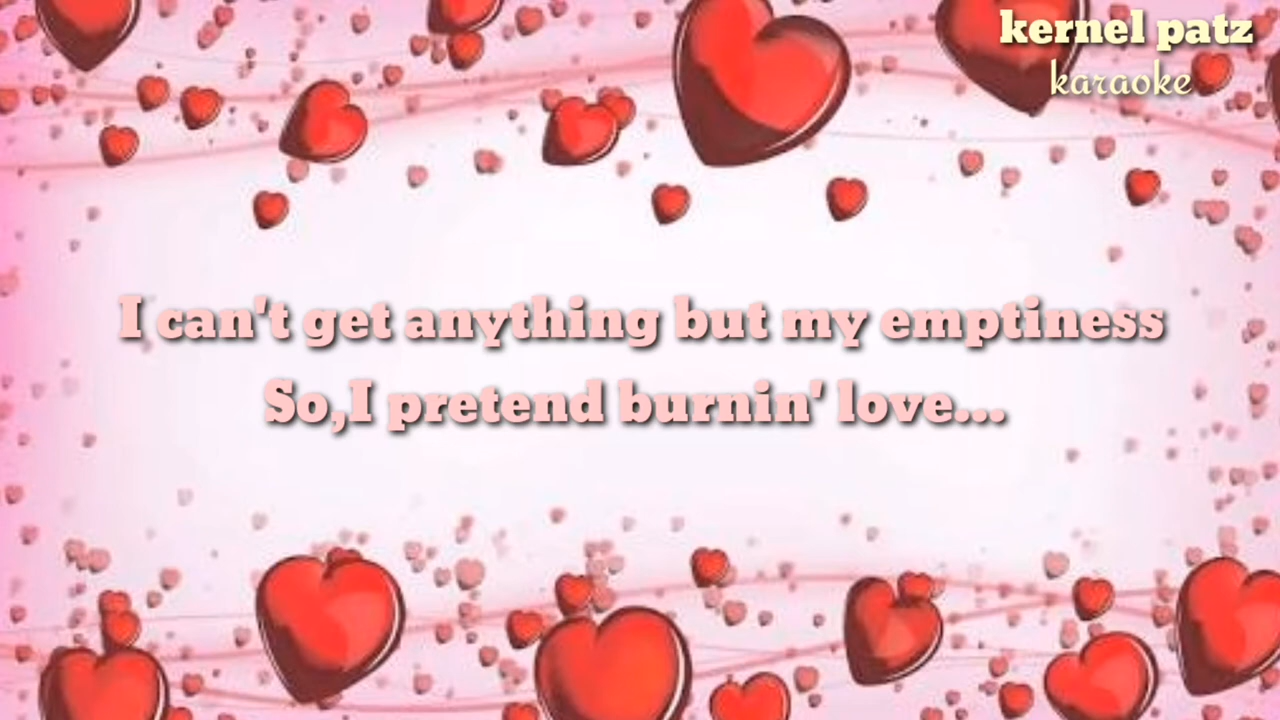 kernel patz
karaoke
I can't get anything but my emptiness
So,I pretend burnin' love...